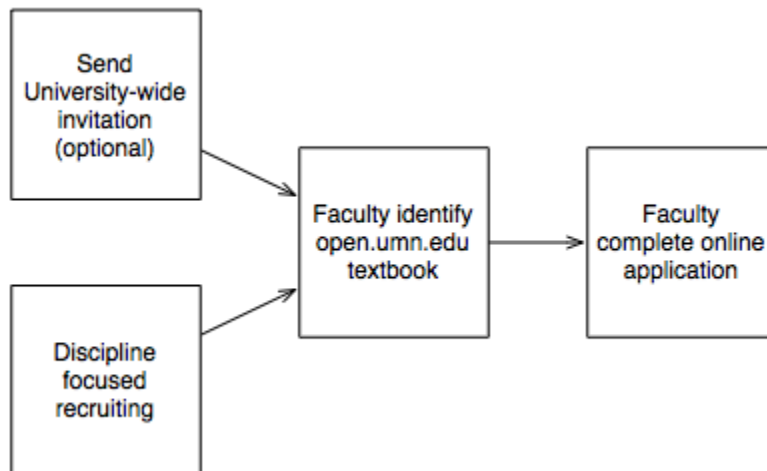 Send
University-wide
invitation
(optional)
Discipline
focused
recruiting
Faculty identify
open.umn.edu
textbook
Faculty
complete online
application